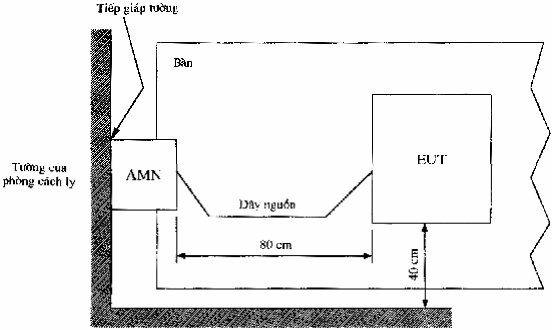 Tiếp giáp tường
Bàn
Tường của
phòng cách ly
AMN
EUT
Dây nguồn
80 cm
40 cm